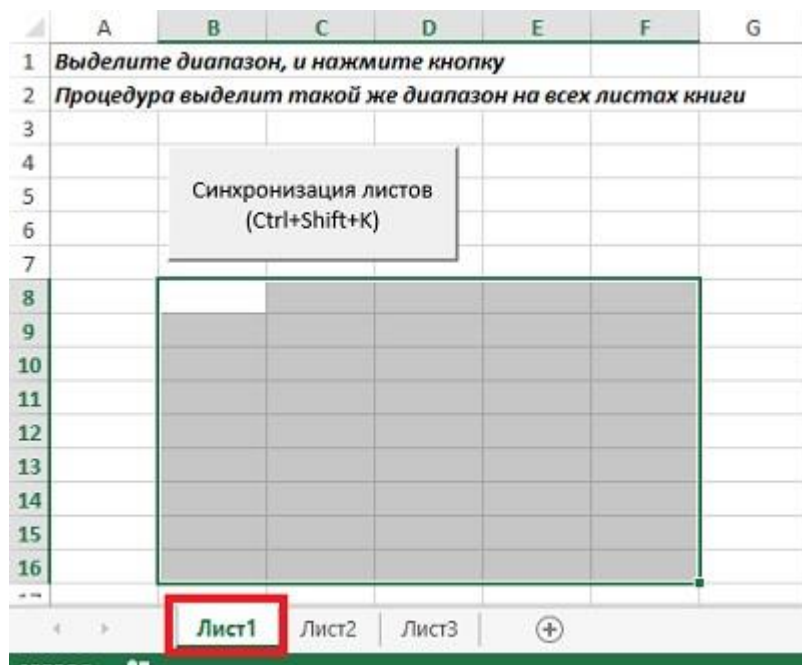 A B C D E F G
1 Выделите диапазон, и нажмите кнопку
2 Процедура выделит такой же диапазон на всех листах книги
3
4
Синхронизация листов
5
(Ctrl+Shift+K)
6
7
8
9
10
11
12
13
14
15
16
Лист1 Лист2 Лист3